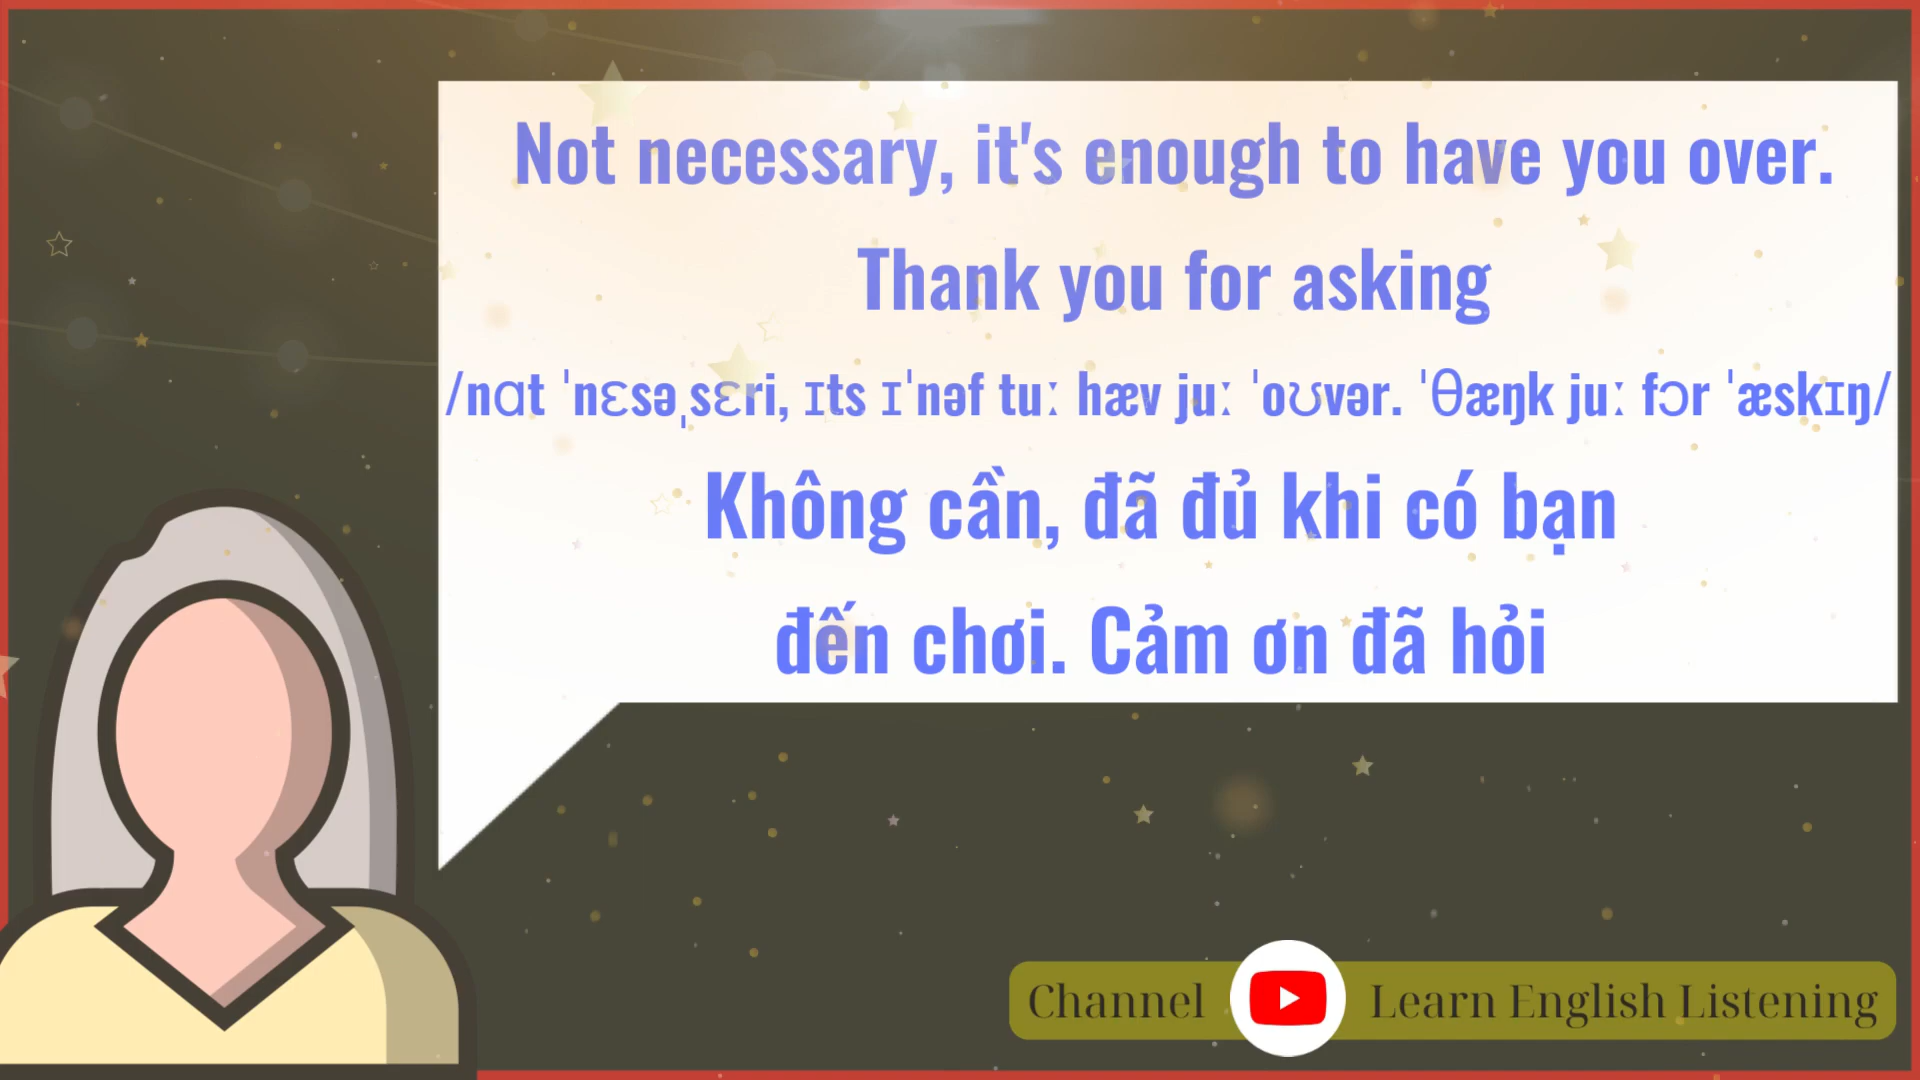 Not necessary, it's enough to have you over.
Thank you for asking
/nɑt ˈnɛsəˌsɛri, ɪts ɪˈnəf tuː hæv juː ˈoʊvər. ˈθæŋk juː fɔr ˈæskɪŋ/
Không cần, đã đủ khi có bạn
đến chơi. Cảm ơn đã hỏi
Channel Learn English Listening